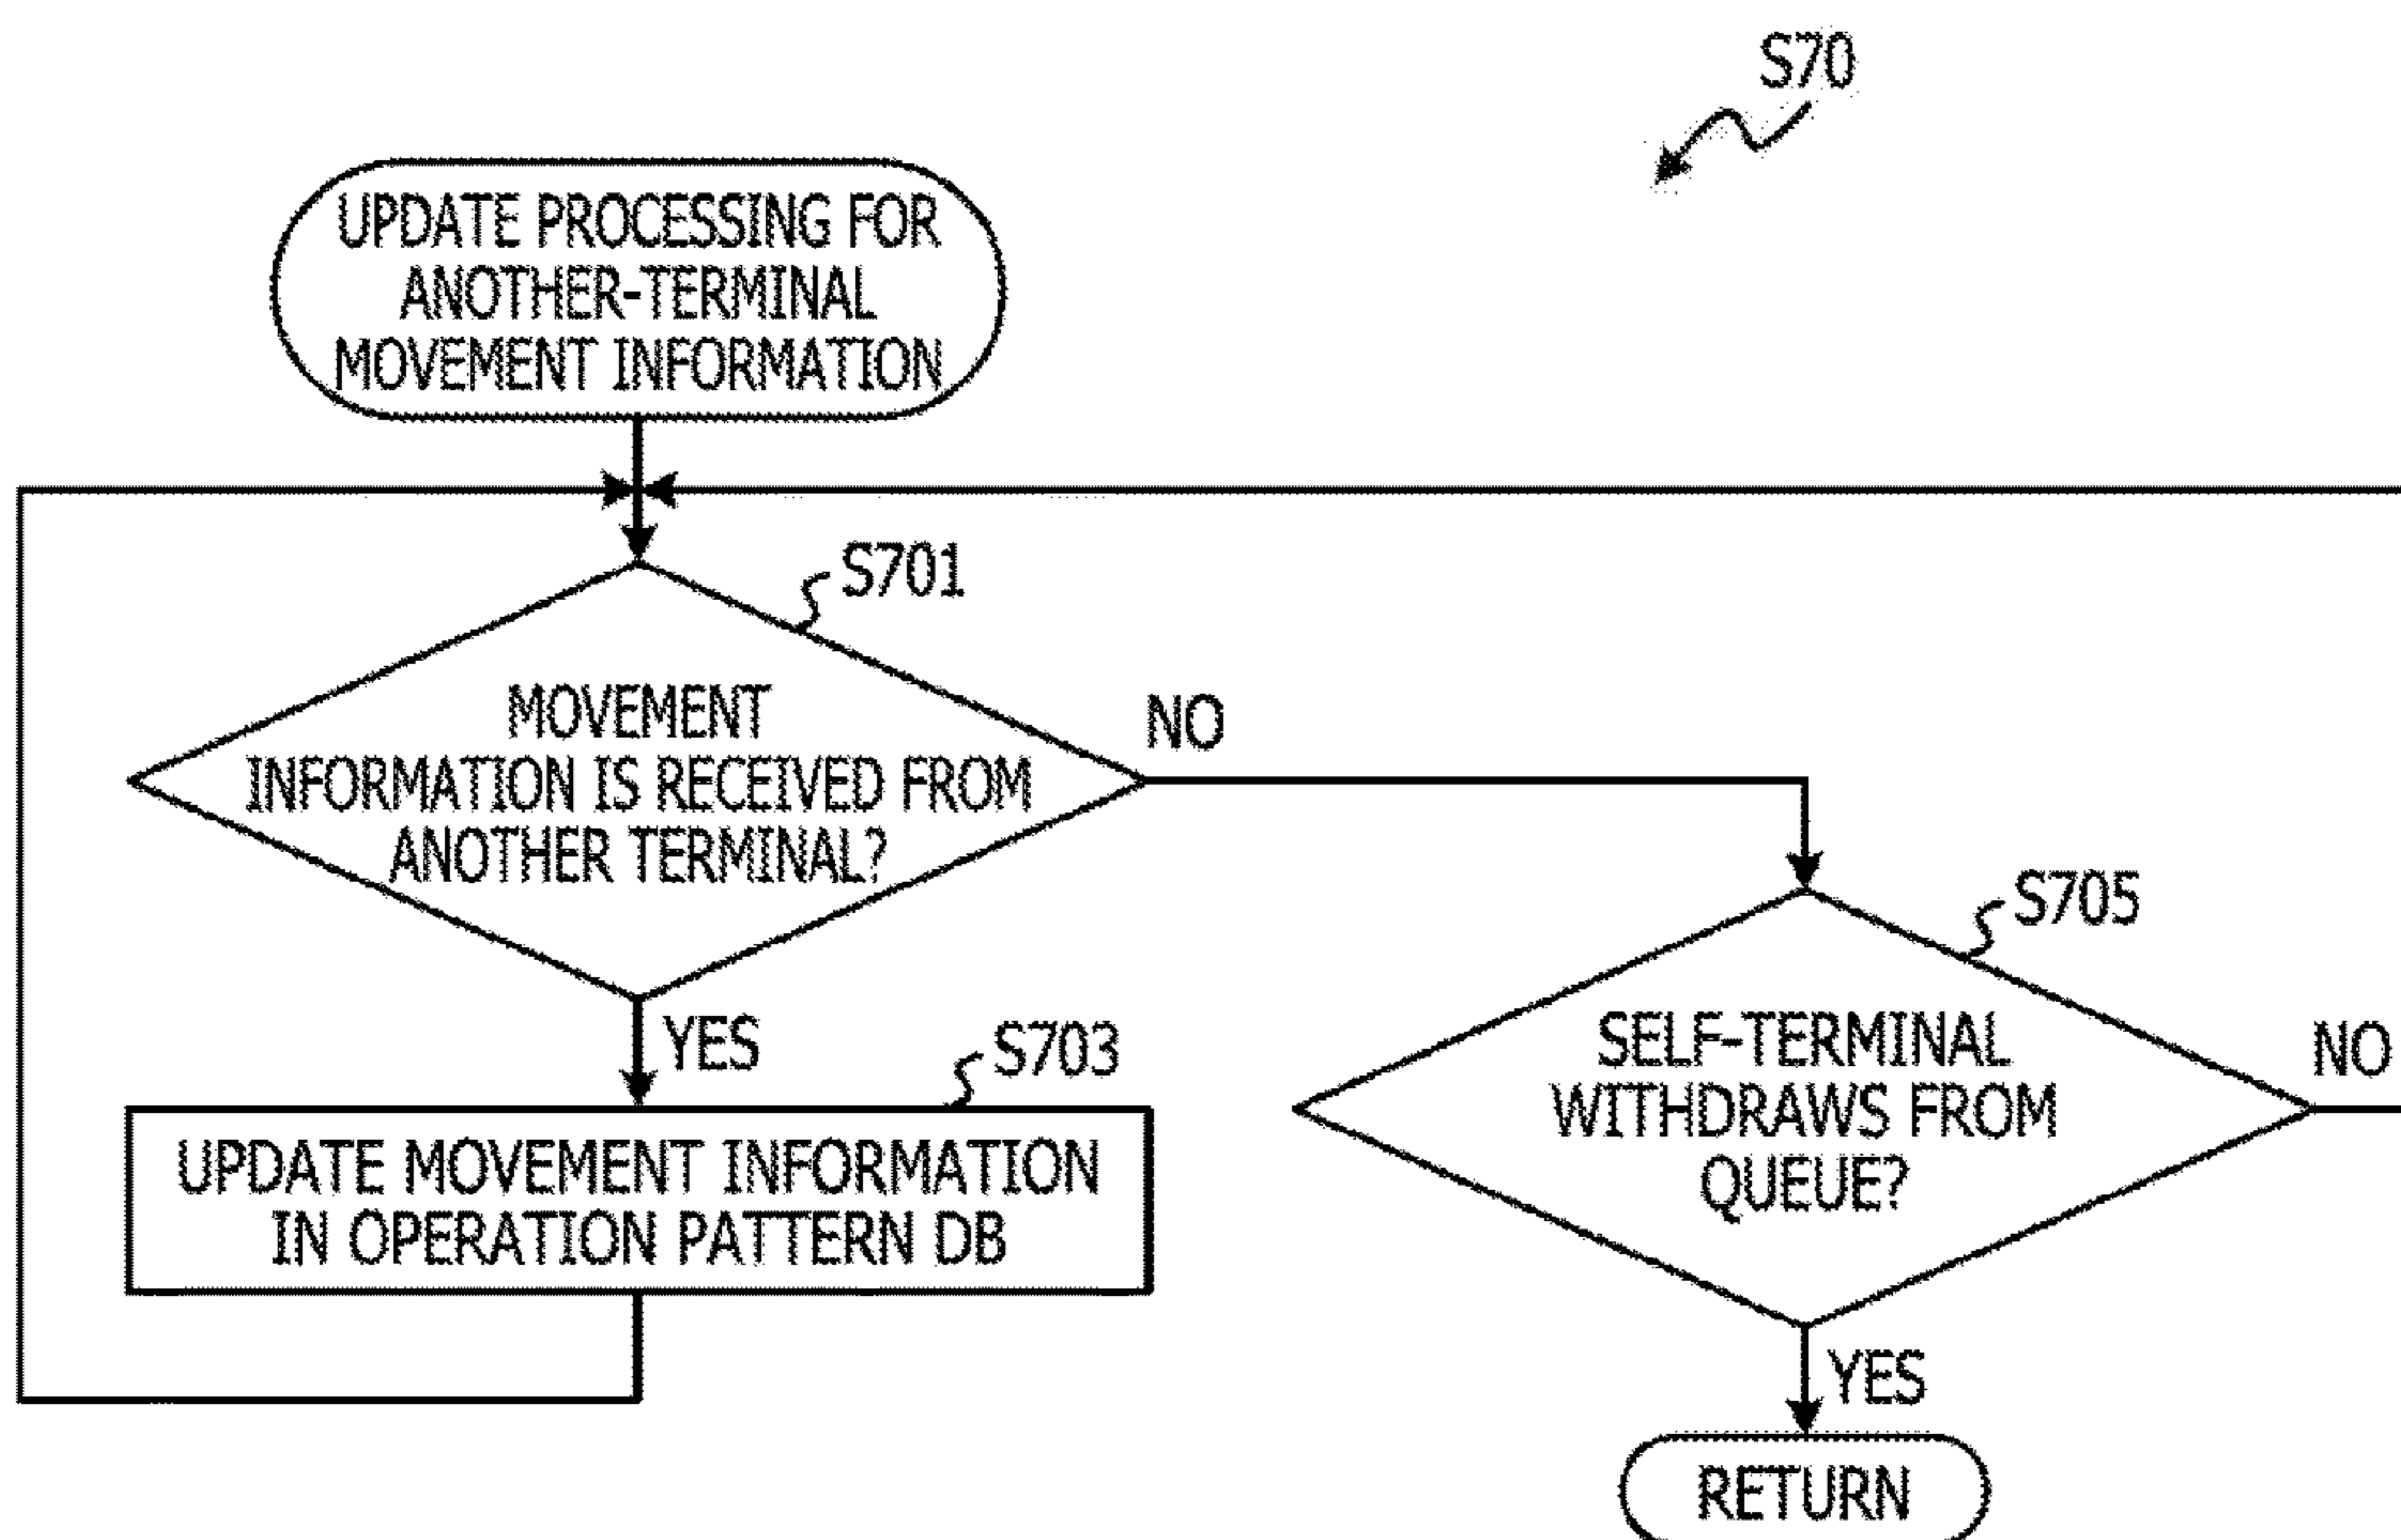 S70
UPDATE PROCESSING FOR
ANOTHER-TERMINAL
MOVEMENT INFORMATION
S701
MOVEMENT
INFORMATION IS RECEIVED FROM
ANOTHER TERMINAL?
NO
YES
S703
UPDATE MOVEMENT INFORMATION
IN OPERATION PATTERN DB
S705
SELF-TERMINAL
WITHDRAWS FROM
QUEUE?
NO
YES
RETURN